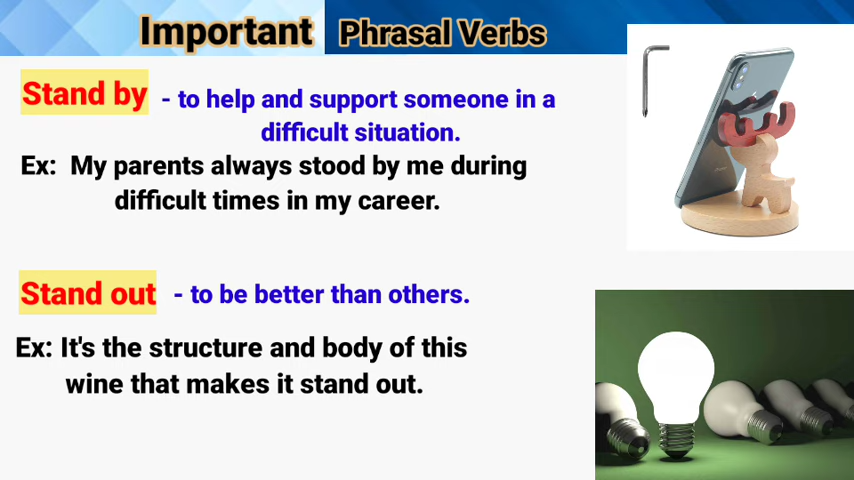 Important Phrasal Verbs
Stand by - to help and support someone in a
difficult situation.
Ex: My parents always stood by me during
difficult times in my career.
Stand out - to be better than others.
Ex: It's the structure and body of this
wine that makes it stand out.